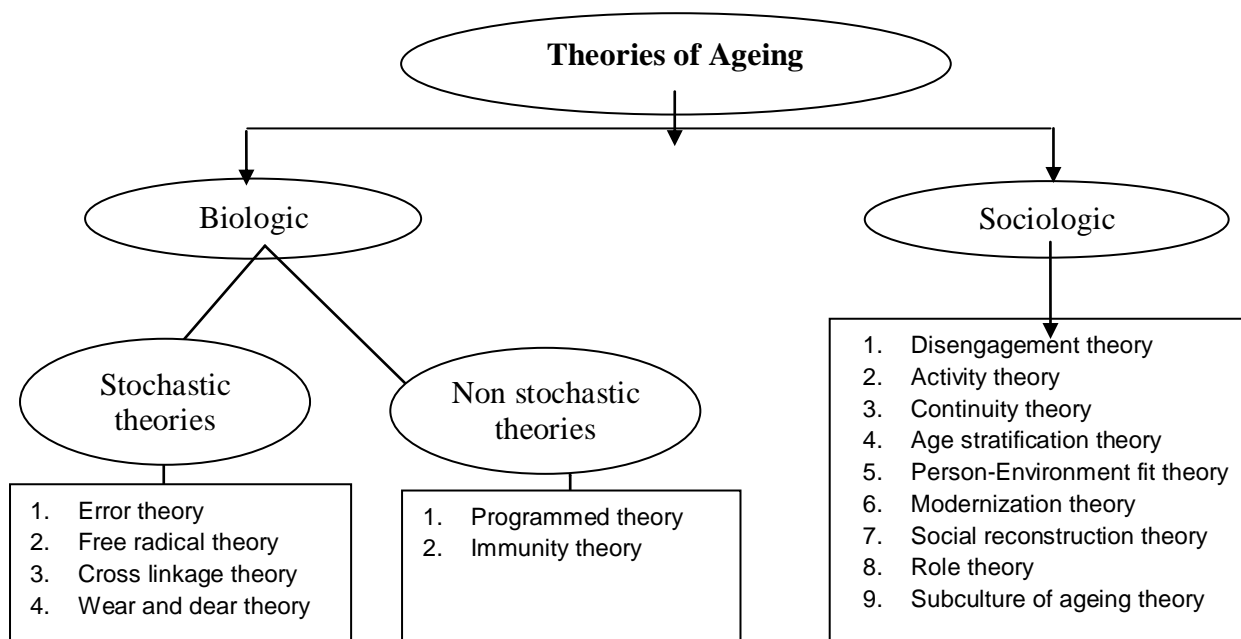 Theories of Ageing
Biologic
Sociologic
Stochastic
theories
Non stochastic
theories
1. Error theory
2. Free radical theory
3. Cross linkage theory
4. Wear and dear theory
1. Programmed theory
2. Immunity theory
1. Disengagement theory
2. Activity theory
3. Continuity theory
4. Age stratification theory
5. Person-Environment fit theory
6. Modernization theory
7. Social reconstruction theory
8. Role theory
9. Subculture of ageing theory